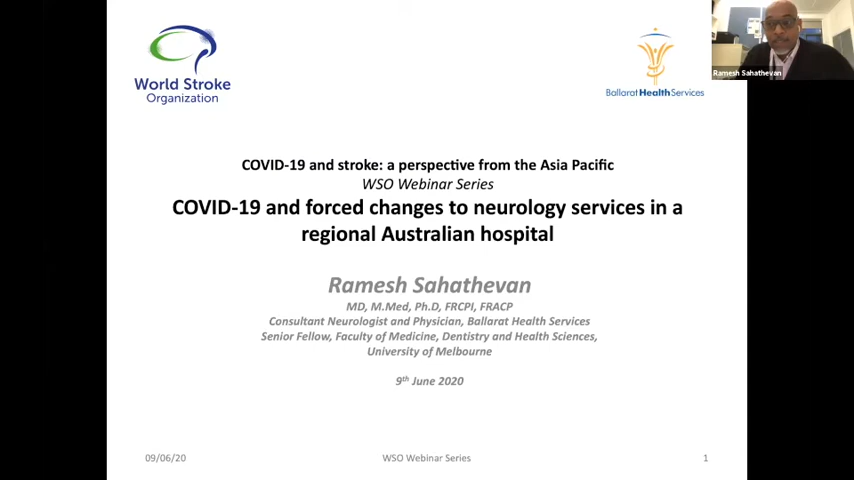 World Stroke
Organization
Ballarat Health Services
Ramesh Sahathevan
COVID-19 and stroke: a perspective from the Asia Pacific
WSO Webinar Series
COVID-19 and forced changes to neurology services in a
regional Australian hospital
Ramesh Sahathevan
MD, M.Med, Ph.D, FRCPI, FRACP
Consultant Neurologist and Physician, Ballarat Health Services
Senior Fellow, Faculty of Medicine, Dentistry and Health Sciences,
University of Melbourne
9th June 2020
09/06/20
WSO Webinar Series
1